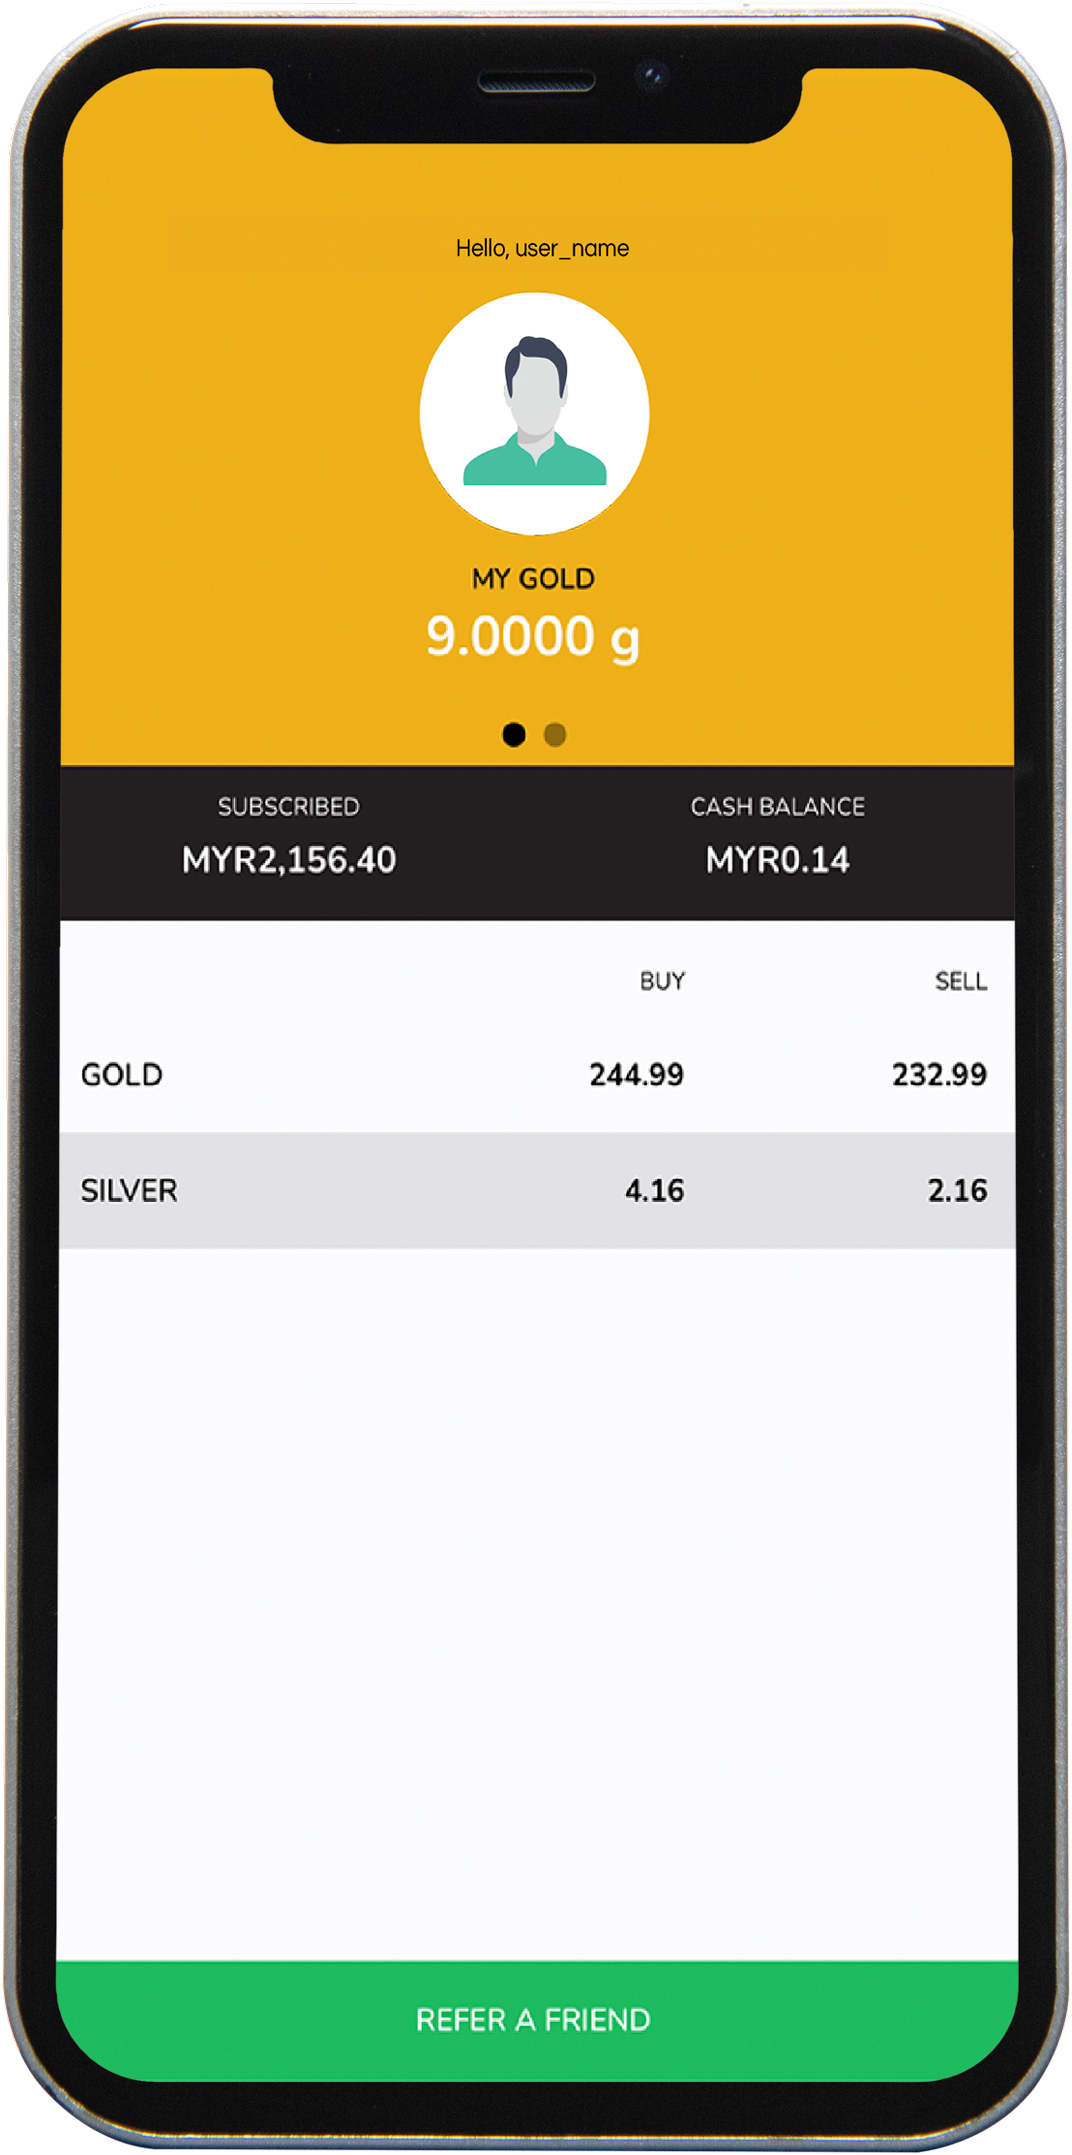 Hello, user_name
MY GOLD
9.0000 g
SUBSCRIBED CASH BALANCE
MYR2,156.40 MYR0.14
BUY SELL
GOLD 244.99 232.99
SILVER 4.16 2.16
REFER A FRIEND